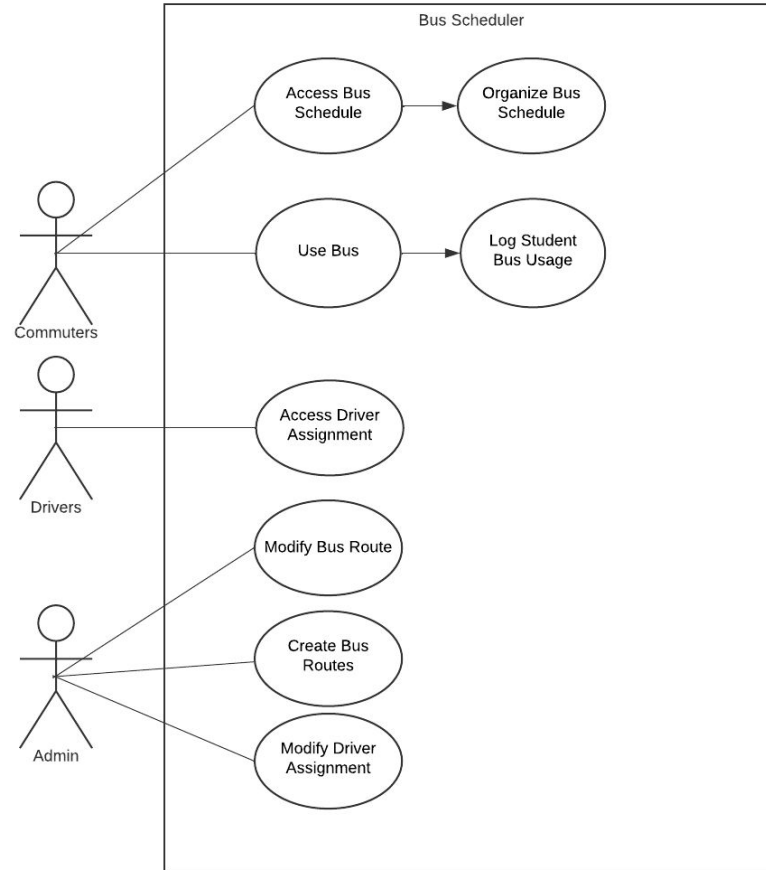 Bus Scheduler
Access Bus
Schedule
Organize Bus
Schedule
Use Bus
Log Student
Bus Usage
Commuters
Access Driver
Assignment
Drivers
Modify Bus Route
Create Bus
Routes
Modify Driver
Assignment
Admin